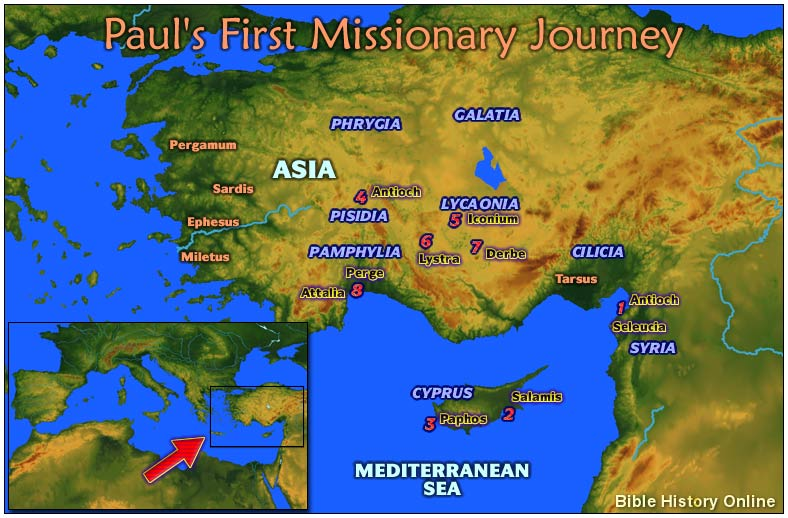 Paul's First Missionary Journey
PHRYGIA
GALATIA
Pergamum
ASIA
Sardis
4 Antioch
LYCAONIA
PISIDIA
5 Iconium
Ephesus
6
Lystra
7 Derbe
Miletus
PAMPHYLIA
CILICIA
Perge
Attalia 8
Tarsus
1 Antioch
Seleucia
SYRIA
CYPRUS
Salamis
2
3 Paphos
MEDITERRANEAN
SEA
Bible History Online